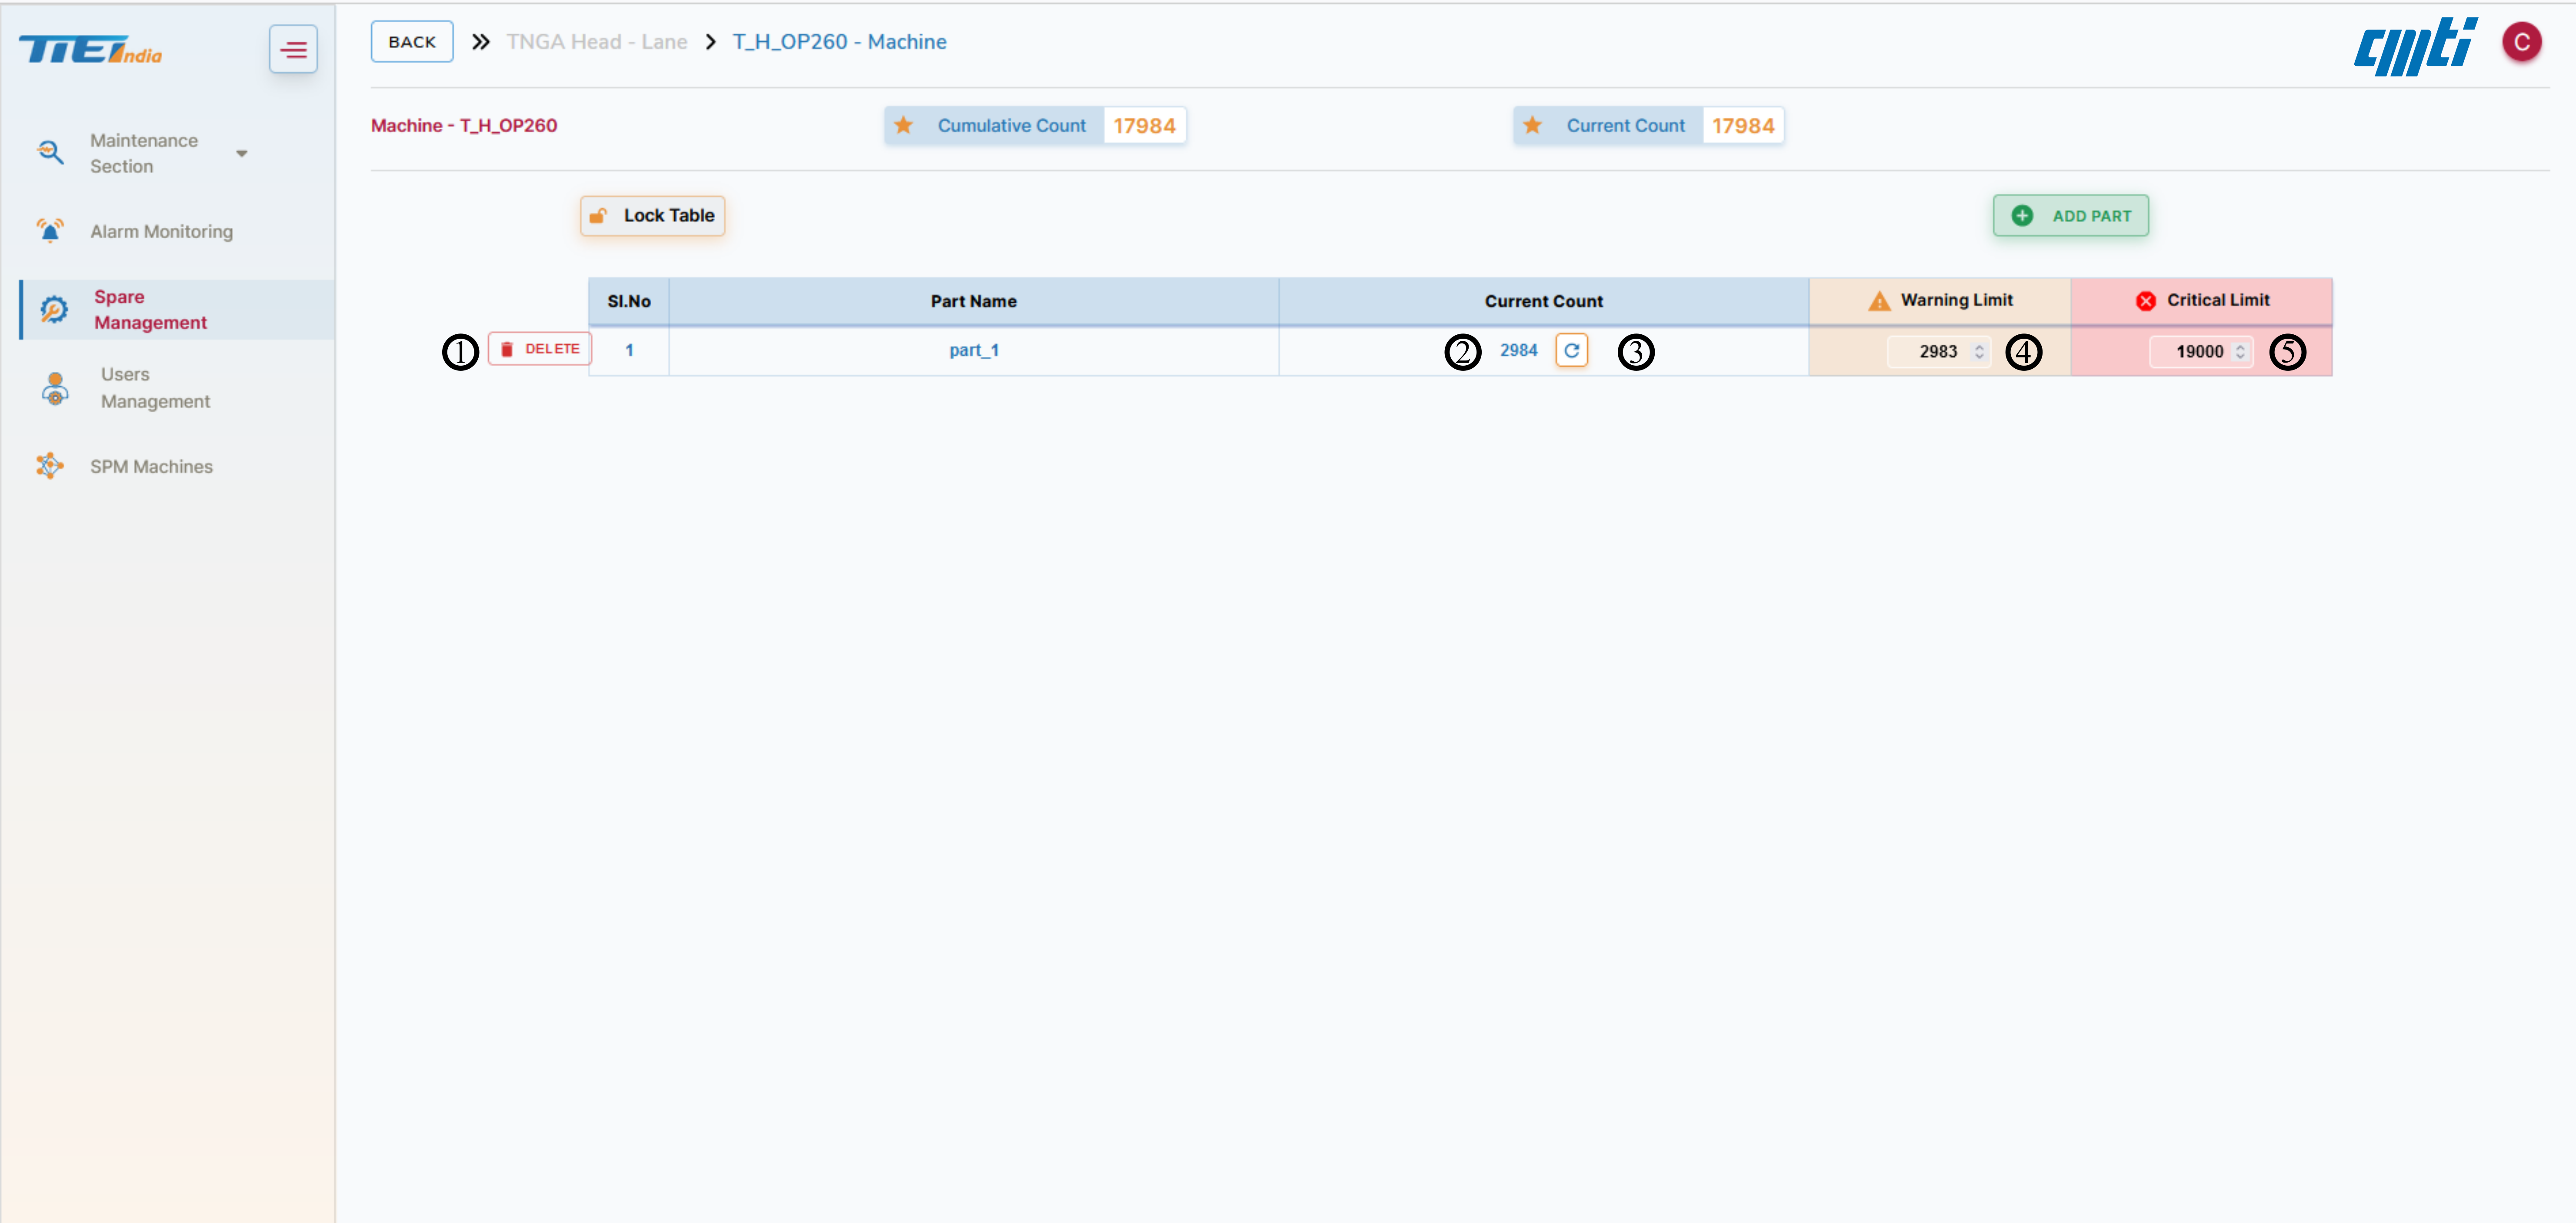 TIEIndia
BACK » TNGA Head - Lane > T_H_OP260 - Machine
cmti
C
Machine - T_H_OP260
Cumulative Count 17984
Current Count 17984
Maintenance
Section
Alarm Monitoring
Spare
Management
Users
Management
SPM Machines
Lock Table
ADD PART
Sl.No Part Name Current Count Warning Limit Critical Limit
① DELETE 1 part_1 ② 2984 ③ 2983 ④ 19000 ⑤